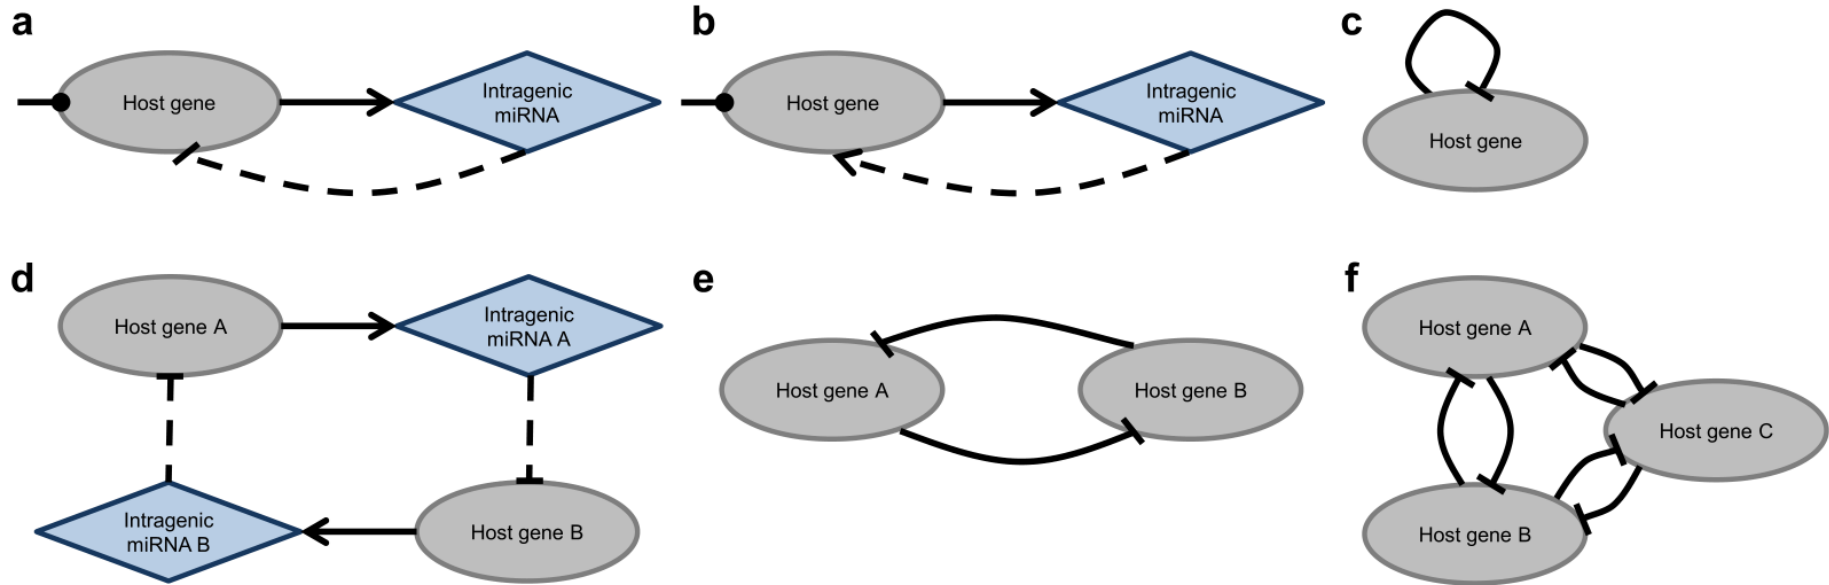 a
Host gene
Intragenic
miRNA
b
Host gene
Intragenic
miRNA
c
Host gene
d
Host gene A
Intragenic
miRNA A
Intragenic
miRNA B
Host gene B
e
Host gene A
Host gene B
f
Host gene A
Host gene C
Host gene B